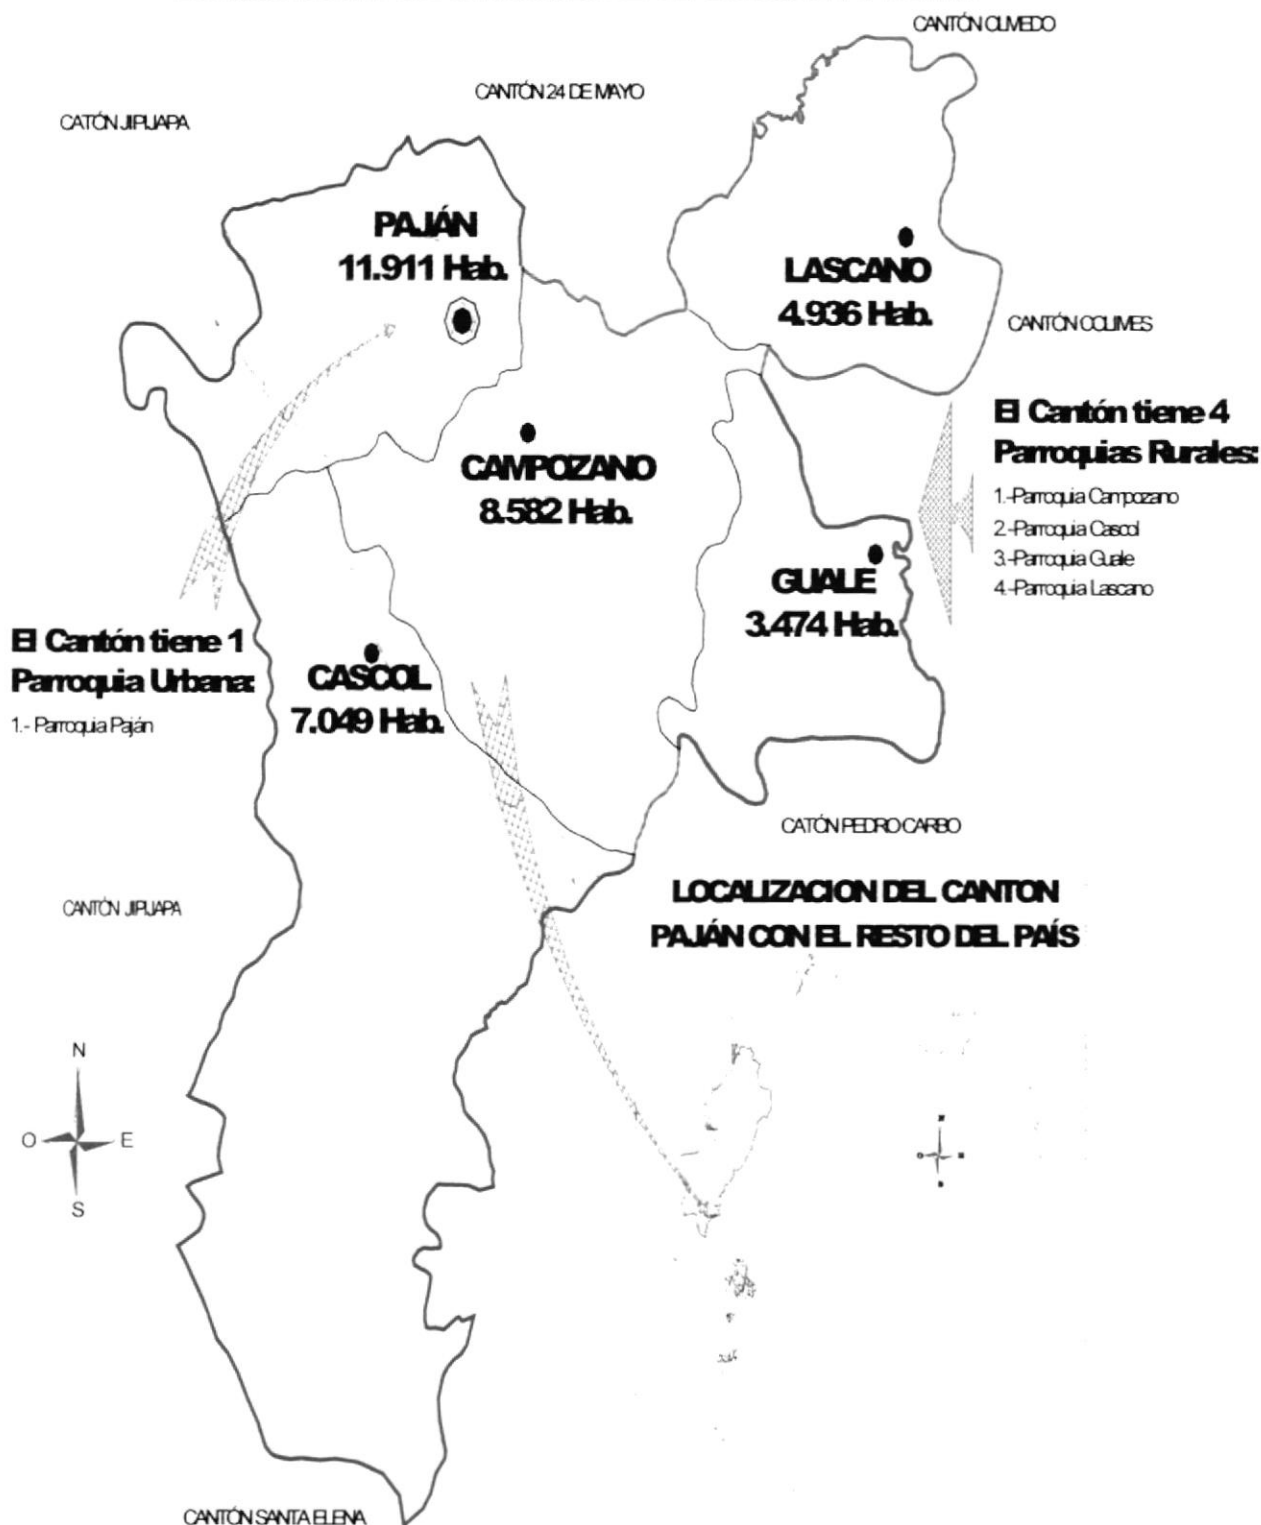 CANTÓN OLMEDO
CANTÓN 24 DE MAYO
CATÓN JIPIJAPA
PAJÁN
11.911 Hab.
LASCANO
4.936 Hab.
CANTÓN COLIMES
El Cantón tiene 4
Parroquias Rurales:
1.-Parroquia Campozano
2.-Parroquia Cascol
3.-Parroquia Guale
4.-Parroquia Lascano
CAMPOZANO
8.582 Hab.
GUALE
3.474 Hab.
El Cantón tiene 1
Parroquia Urbana:
1.- Parroquia Paján
CASCOL
7.049 Hab.
CATÓN PEDRO CARBO
LOCALIZACION DEL CANTON
PAJÁN CON EL RESTO DEL PAÍS
CANTÓN JIPIJAPA
N
O E
S
CANTÓN SANTA ELENA